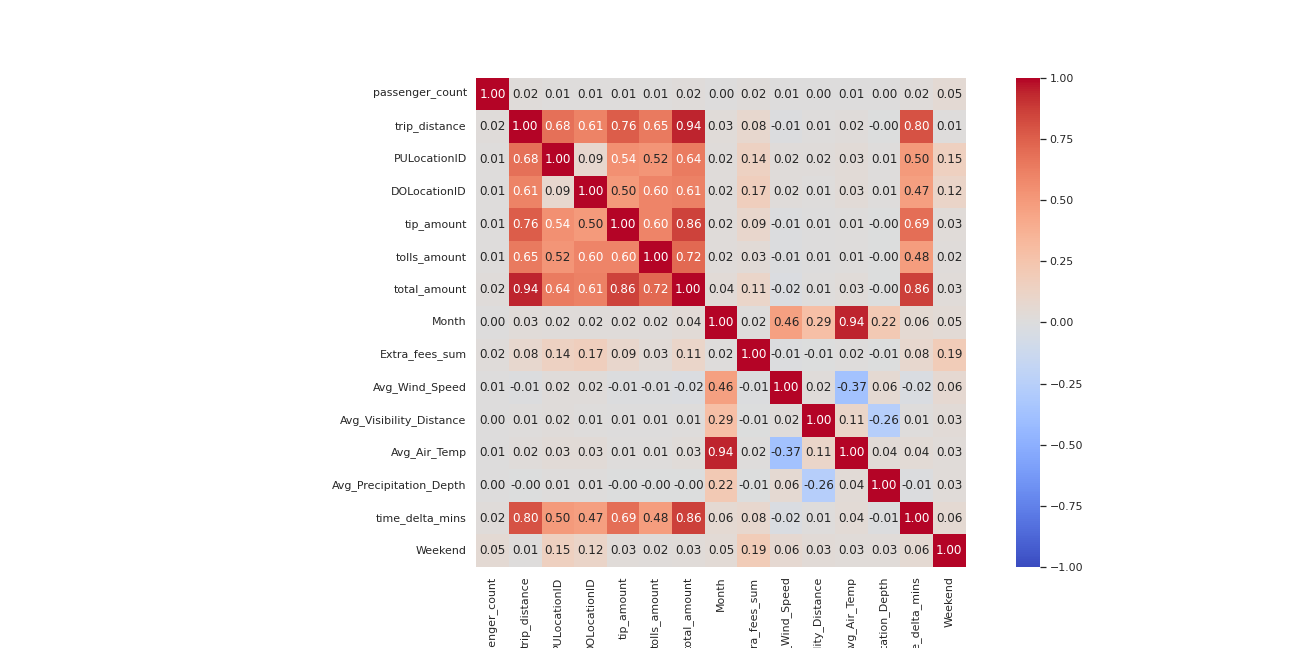 passenger_count 1.00 0.02 0.01 0.01 0.01 0.01 0.02 0.00 0.02 0.01 0.00 0.01 0.00 0.02 0.05 1.00
trip_distance 0.02 1.00 0.68 0.61 0.76 0.65 0.94 0.03 0.08 -0.01 0.01 0.02 -0.00 0.80 0.01 0.75
PULocationID 0.01 0.68 1.00 0.09 0.54 0.52 0.64 0.02 0.14 0.02 0.02 0.03 0.01 0.50 0.15
DOLocationID 0.01 0.61 0.09 1.00 0.50 0.60 0.61 0.02 0.17 0.02 0.01 0.03 0.01 0.47 0.12 0.50
tip_amount 0.01 0.76 0.54 0.50 1.00 0.60 0.86 0.02 0.09 -0.01 0.01 0.01 -0.00 0.69 0.03
tolls_amount 0.01 0.65 0.52 0.60 0.60 1.00 0.72 0.02 0.03 -0.01 0.01 0.01 -0.00 0.48 0.02 0.25
total_amount 0.02 0.94 0.64 0.61 0.86 0.72 1.00 0.04 0.11 -0.02 0.01 0.03 -0.00 0.86 0.03
Month 0.00 0.03 0.02 0.02 0.02 0.02 0.04 1.00 0.02 0.46 0.29 0.94 0.22 0.06 0.05 0.00
Extra_fees_sum 0.02 0.08 0.14 0.17 0.09 0.03 0.11 0.02 1.00 -0.01 -0.01 0.02 -0.01 0.08 0.19
Avg_Wind_Speed 0.01 -0.01 0.02 0.02 -0.01 -0.01 -0.02 0.46 -0.01 1.00 0.02 -0.37 0.06 -0.02 0.06 −0.25
Avg_Visibility_Distance 0.00 0.01 0.02 0.01 0.01 0.01 0.01 0.29 -0.01 0.02 1.00 0.11 -0.26 0.01 0.03
Avg_Air_Temp 0.01 0.02 0.03 0.03 0.01 0.01 0.03 0.94 0.02 -0.37 0.11 1.00 0.04 0.04 0.03 −0.50
Avg_Precipitation_Depth 0.00 -0.00 0.01 0.01 -0.00 -0.00 -0.00 0.22 -0.01 0.06 -0.26 0.04 1.00 -0.01 0.03
time_delta_mins 0.02 0.80 0.50 0.47 0.69 0.48 0.86 0.06 0.08 -0.02 0.01 0.04 -0.01 1.00 0.06 −0.75
Weekend 0.05 0.01 0.15 0.12 0.03 0.02 0.03 0.05 0.19 0.06 0.03 0.03 0.03 0.06 1.00
−1.00
enger_count
trip_distance
PULocationID
OLocationID
tip_amount
tolls_amount
otal_amount
Month
ra_fees_sum
_Wind_Speed
lity_Distance
vg_Air_Temp
tation_Depth
e_delta_mins
Weekend